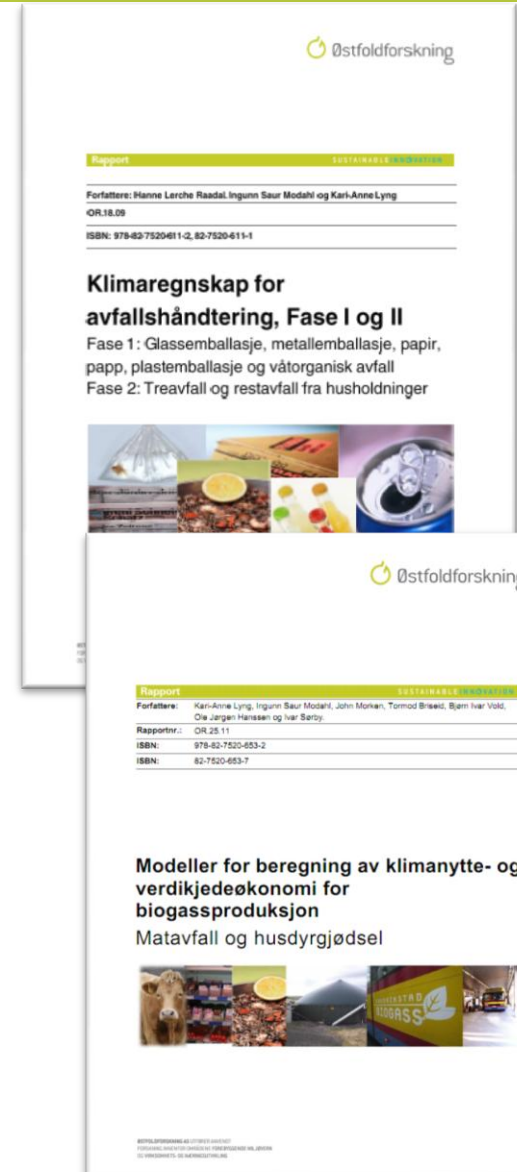 Østfoldforskning
Rapport
SUSTAINABLE INNOVATION
Forfattere: Hanne Lerche Raadal, Ingunn Saur Modahl og Kari-Anne Lyng
OR.18.09
ISBN: 978-82-7520-611-2, 82-7520-611-1
Klimaregnskap for
avfallshåndtering, Fase I og II
Fase 1: Glassemballasje, metallemballasje, papir,
papp, plastemballasje og våtorganisk avfall
Fase 2: Treavfall og restavfall fra husholdninger
Østfoldforskning
Rapport
SUSTAINABLE INNOVATION
Forfattere: Kari-Anne Lyng, Ingunn Saur Modahl, John Morken, Tormod Briseid, Bjørn Ivar Vold,
Ole Jørgen Hanssen og Ivar Sørby.
Rapportnr.: OR.25.11
ISBN: 978-82-7520-653-2
ISBN: 82-7520-653-7
Modeller for beregning av klimanytte- og
verdikjedeøkonomi for
biogassproduksjon
Matavfall og husdyrgjødsel
BIOGASS